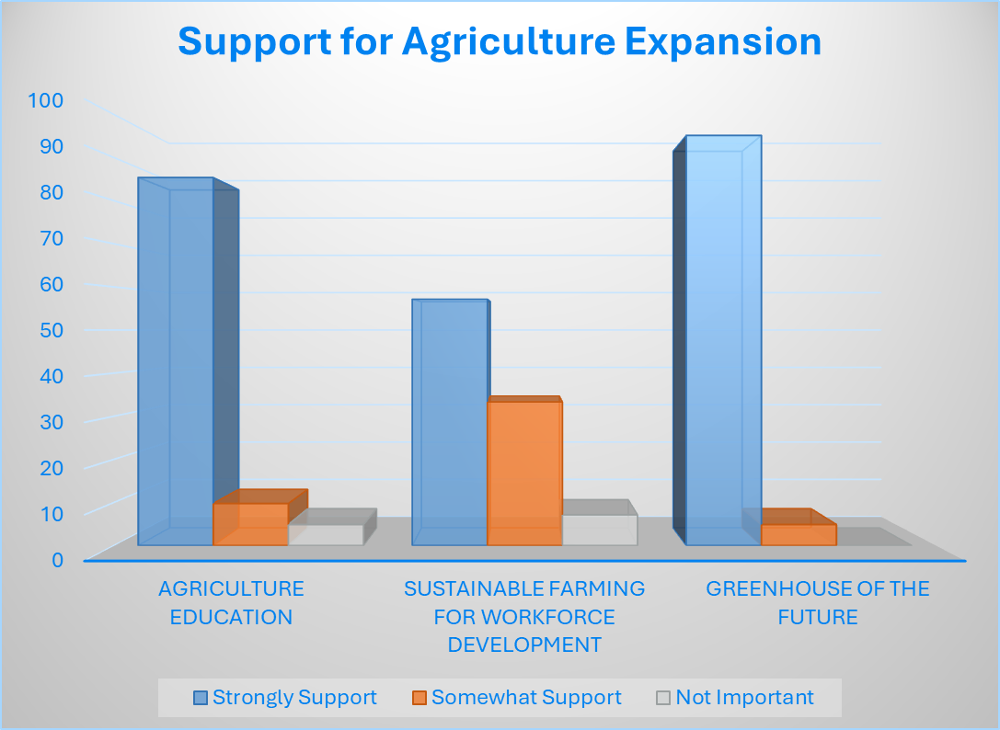 Support for Agriculture Expansion
100
90
80
70
60
50
40
30
20
10
0
AGRICULTURE
EDUCATION
SUSTAINABLE FARMING
FOR WORKFORCE
DEVELOPMENT
GREENHOUSE OF THE
FUTURE
Strongly Support
Somewhat Support
Not Important